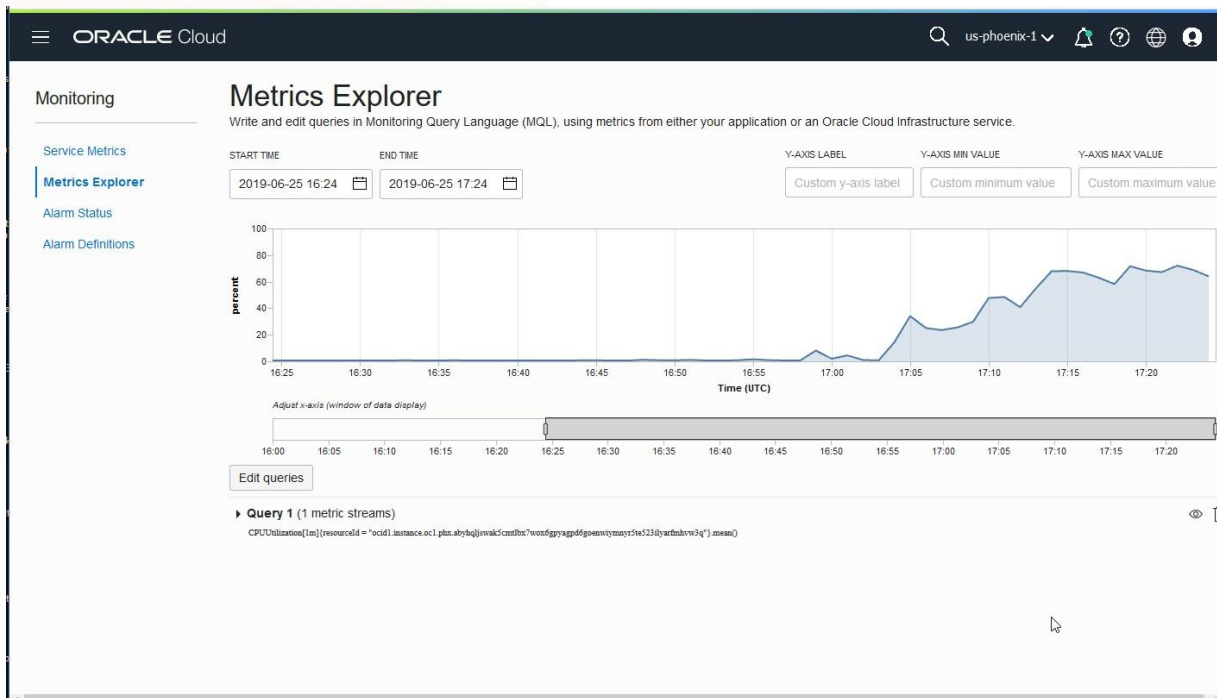 ORACLE Cloud
us-phoenix-1
Monitoring
Service Metrics
Metrics Explorer
Alarm Status
Alarm Definitions
Metrics Explorer
Write and edit queries in Monitoring Query Language (MQL), using metrics from either your application or an Oracle Cloud Infrastructure service.
START TIME END TIME Y-AXIS LABEL Y-AXIS MIN VALUE Y-AXIS MAX VALUE
2019-06-25 16:24 2019-06-25 17:24 Custom y-axis label Custom minimum value Custom maximum value
percent
100
80
60
40
20
0
16:25 16:30 16:35 16:40 16:45 16:50 16:55 17:00 17:05 17:10 17:15 17:20
Time (UTC)
Adjust x-axis (window of data display)
16:00 16:05 16:10 16:15 16:20 16:25 16:30 16:35 16:40 16:45 16:50 16:55 17:00 17:05 17:10 17:15 17:20
Edit queries
Query 1 (1 metric streams)
CPUUtilization[1m]{resourceId = }.mean()